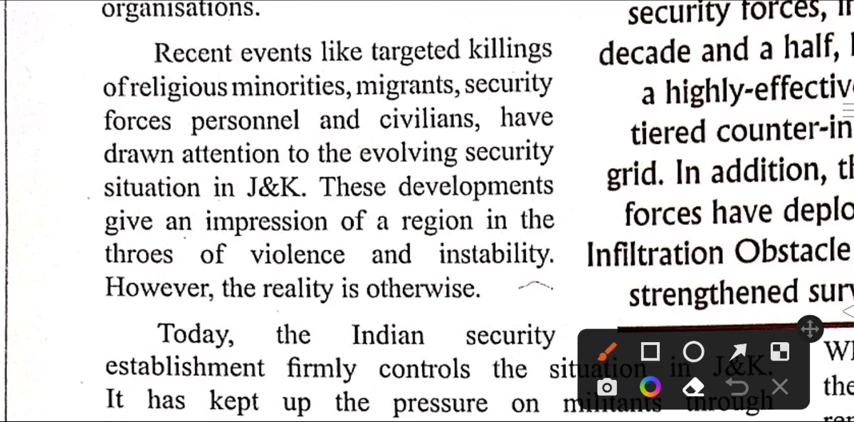 organisations.
Recent events like targeted killings
of religious minorities, migrants, security
forces personnel and civilians, have
drawn attention to the evolving security
situation in J&K. These developments
give an impression of a region in the
throes of violence and instability.
However, the reality is otherwise.
Today, the Indian security
establishment firmly controls the situation in J&K.
It has kept up the pressure on militants through
security forces, in
decade and a half,
a highly-effectiv
tiered counter-in
grid. In addition, th
forces have deplo
Infiltration Obstacle
strengthened surv
the